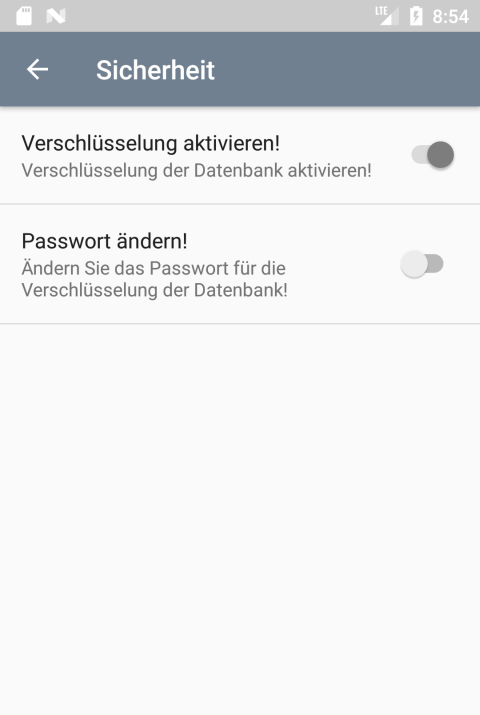 LTE 8:54
Sicherheit
Verschlüsselung aktivieren!
Verschlüsselung der Datenbank aktivieren!
Passwort ändern!
Ändern Sie das Passwort für die
Verschlüsselung der Datenbank!